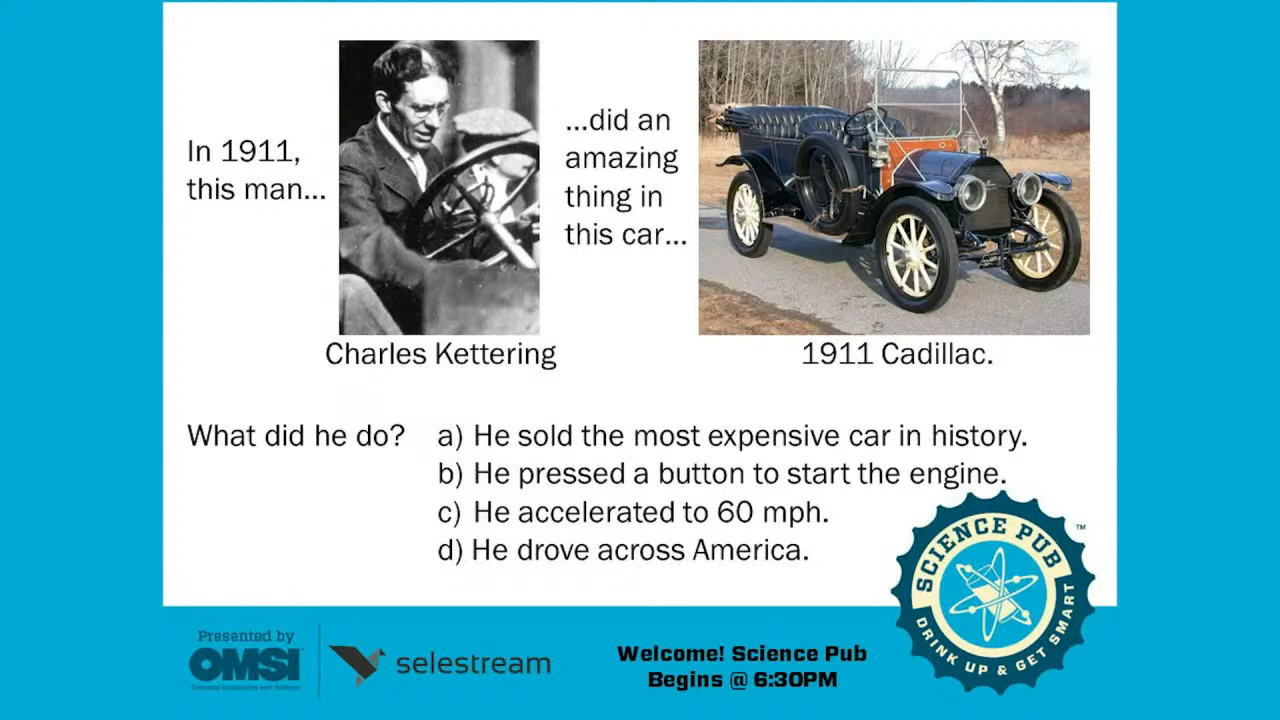 In 1911,
this man...
...did an
amazing
thing in
this car...
Charles Kettering
1911 Cadillac.
What did he do?
a) He sold the most expensive car in history.
b) He pressed a button to start the engine.
c) He accelerated to 60 mph.
d) He drove across America.
SCIENCE PUB
TM
DRINK UP & GET SMART
Presented by
OMSI
selestream
Welcome! Science Pub
Begins @ 6:30PM